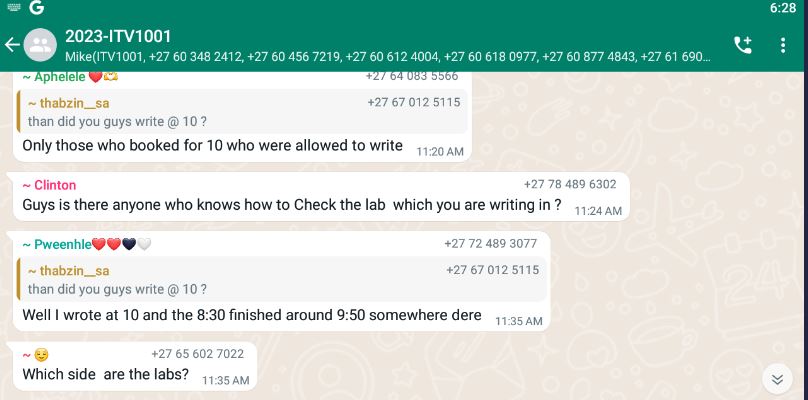 6:28
2023-ITV1001
Mike(ITV1001, +27 60 348 2412, +27 60 456 7219, +27 60 612 4004, +27 60 618 0977, +27 60 877 4843, +27 61 690...
~ Aphelele ❤️🫶 +27 64 083 5566
~ thabzin__sa +27 67 012 5115
than did you guys write @ 10 ?
Only those who booked for 10 who were allowed to write 11:20 AM
~ Clinton +27 78 489 6302
Guys is there anyone who knows how to Check the lab which you are writing in ? 11:24 AM
~ Pweenhle❤️❤️🖤🤍 +27 72 489 3077
~ thabzin__sa +27 67 012 5115
than did you guys write @ 10 ?
Well I wrote at 10 and the 8:30 finished around 9:50 somewhere dere 11:35 AM
~ 😏 +27 65 602 7022
Which side are the labs? 11:35 AM